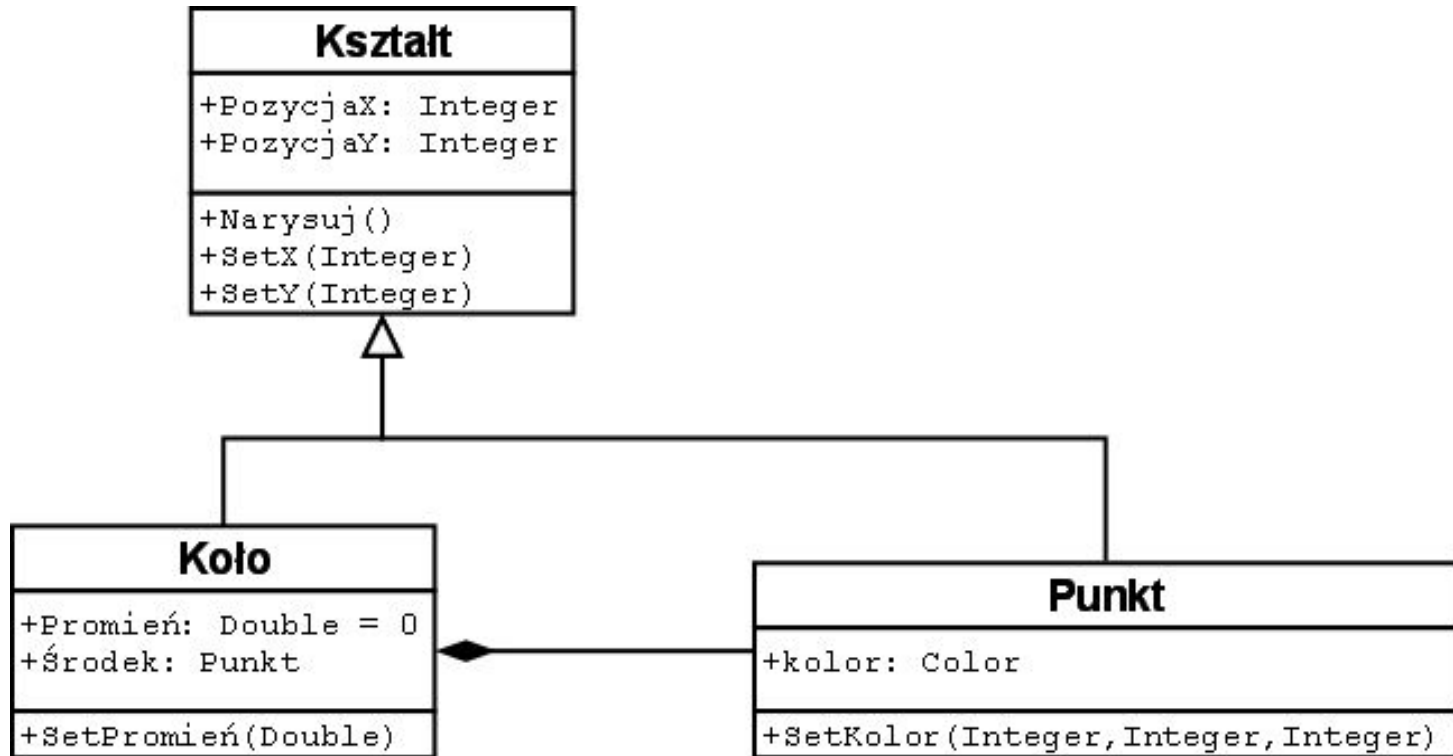 Kształt
+PozycjaX: Integer
+PozycjaY: Integer
+Narysuj()
+SetX(Integer)
+SetY(Integer)
Koło
+Promień: Double = 0
+Środek: Punkt
+SetPromień(Double)
Punkt
+kolor: Color
+SetKolor(Integer,Integer,Integer)